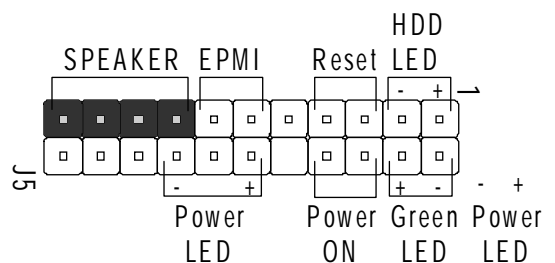 HDD
SPEAKER EPMI Reset LED
- + 1
J5
- + + - - +
Power Power Green Power
LED ON LED LED